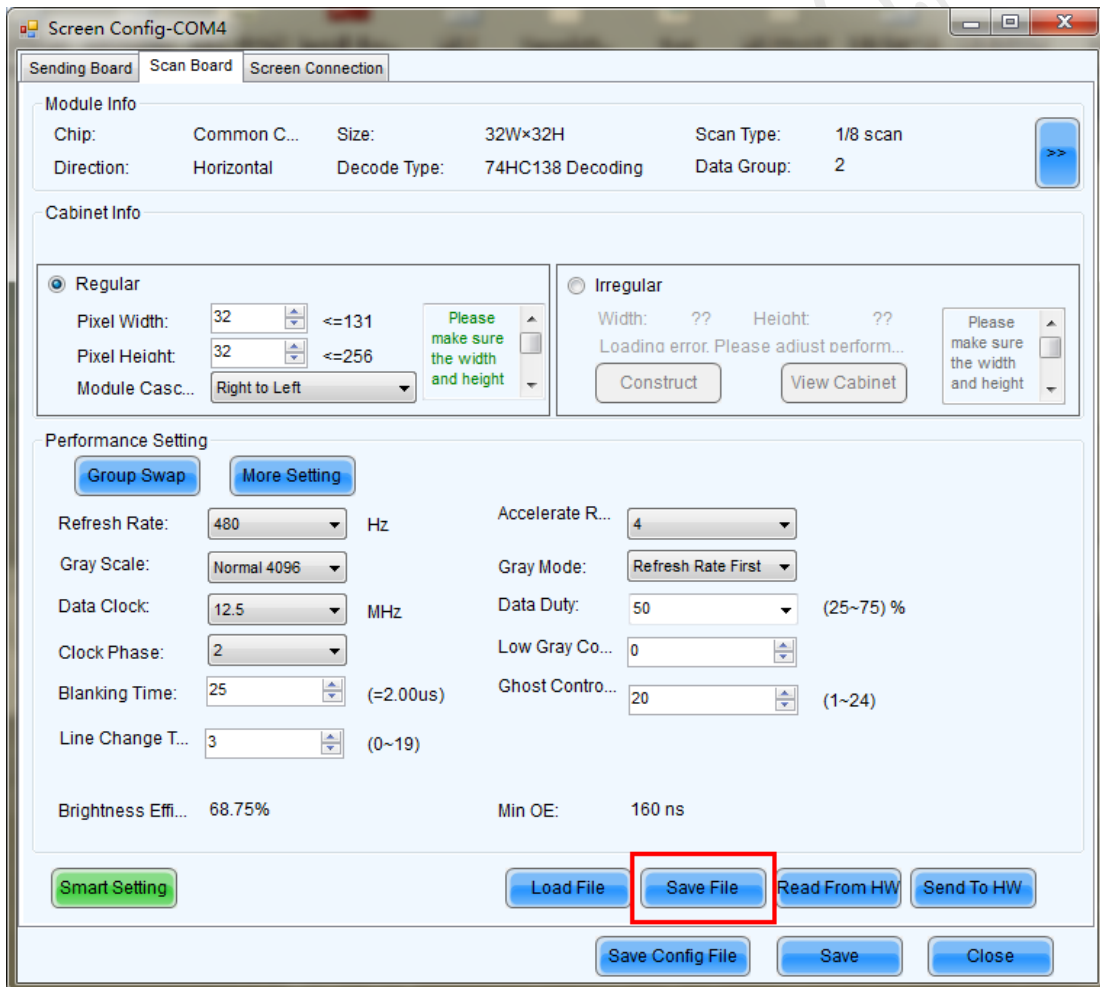 Screen Config-COM4
Sending Board Scan Board Screen Connection
Module Info
Chip: Common C... Size: 32W×32H Scan Type: 1/8 scan
>>
Direction: Horizontal Decode Type: 74HC138 Decoding Data Group: 2
Cabinet Info
Regular
Pixel Width: 32 <=131
Pixel Height: 32 <=256
Module Casc... Right to Left
Please
make sure
the width
and height
Irregular
Width: ?? Height: ??
Loading error. Please adjust perform...
Construct View Cabinet
Please
make sure
the width
and height
Performance Setting
Group Swap More Setting
Refresh Rate: 480 Hz Accelerate R... 4
Gray Scale: Normal 4096 Gray Mode: Refresh Rate First
Data Clock: 12.5 MHz Data Duty: 50 (25~75) %
Clock Phase: 2 Low Gray Co... 0
Blanking Time: 25 (=2.00us) Ghost Contro... 20 (1~24)
Line Change T... 3 (0~19)
Brightness Effi... 68.75% Min OE: 160 ns
Smart Setting Load File Save File Read From HW Send To HW
Save Config File Save Close